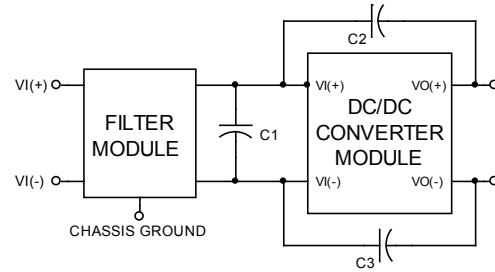 C2
VI(+)
FILTER
MODULE
C1
VI(+)
VO(+)
DC/DC
CONVERTER
MODULE
VI(-)
VI(-)
VO(-)
CHASSIS GROUND
C3